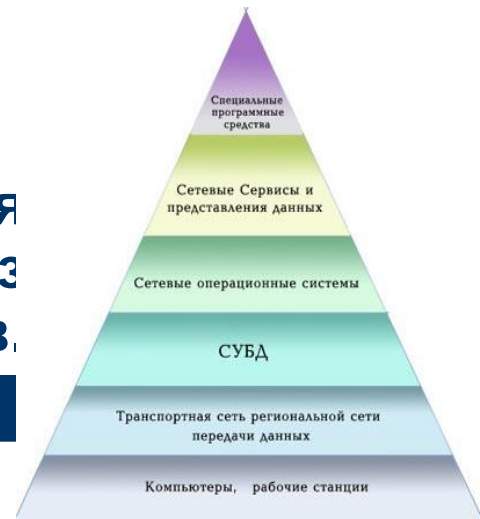 Специальные
программные
средства
Сетевые Сервисы и
представления данных
я
з
в.
Сетевые операционные системы
СУБД
Транспортная сеть региональной сети
передачи данных
Компьютеры, рабочие станции